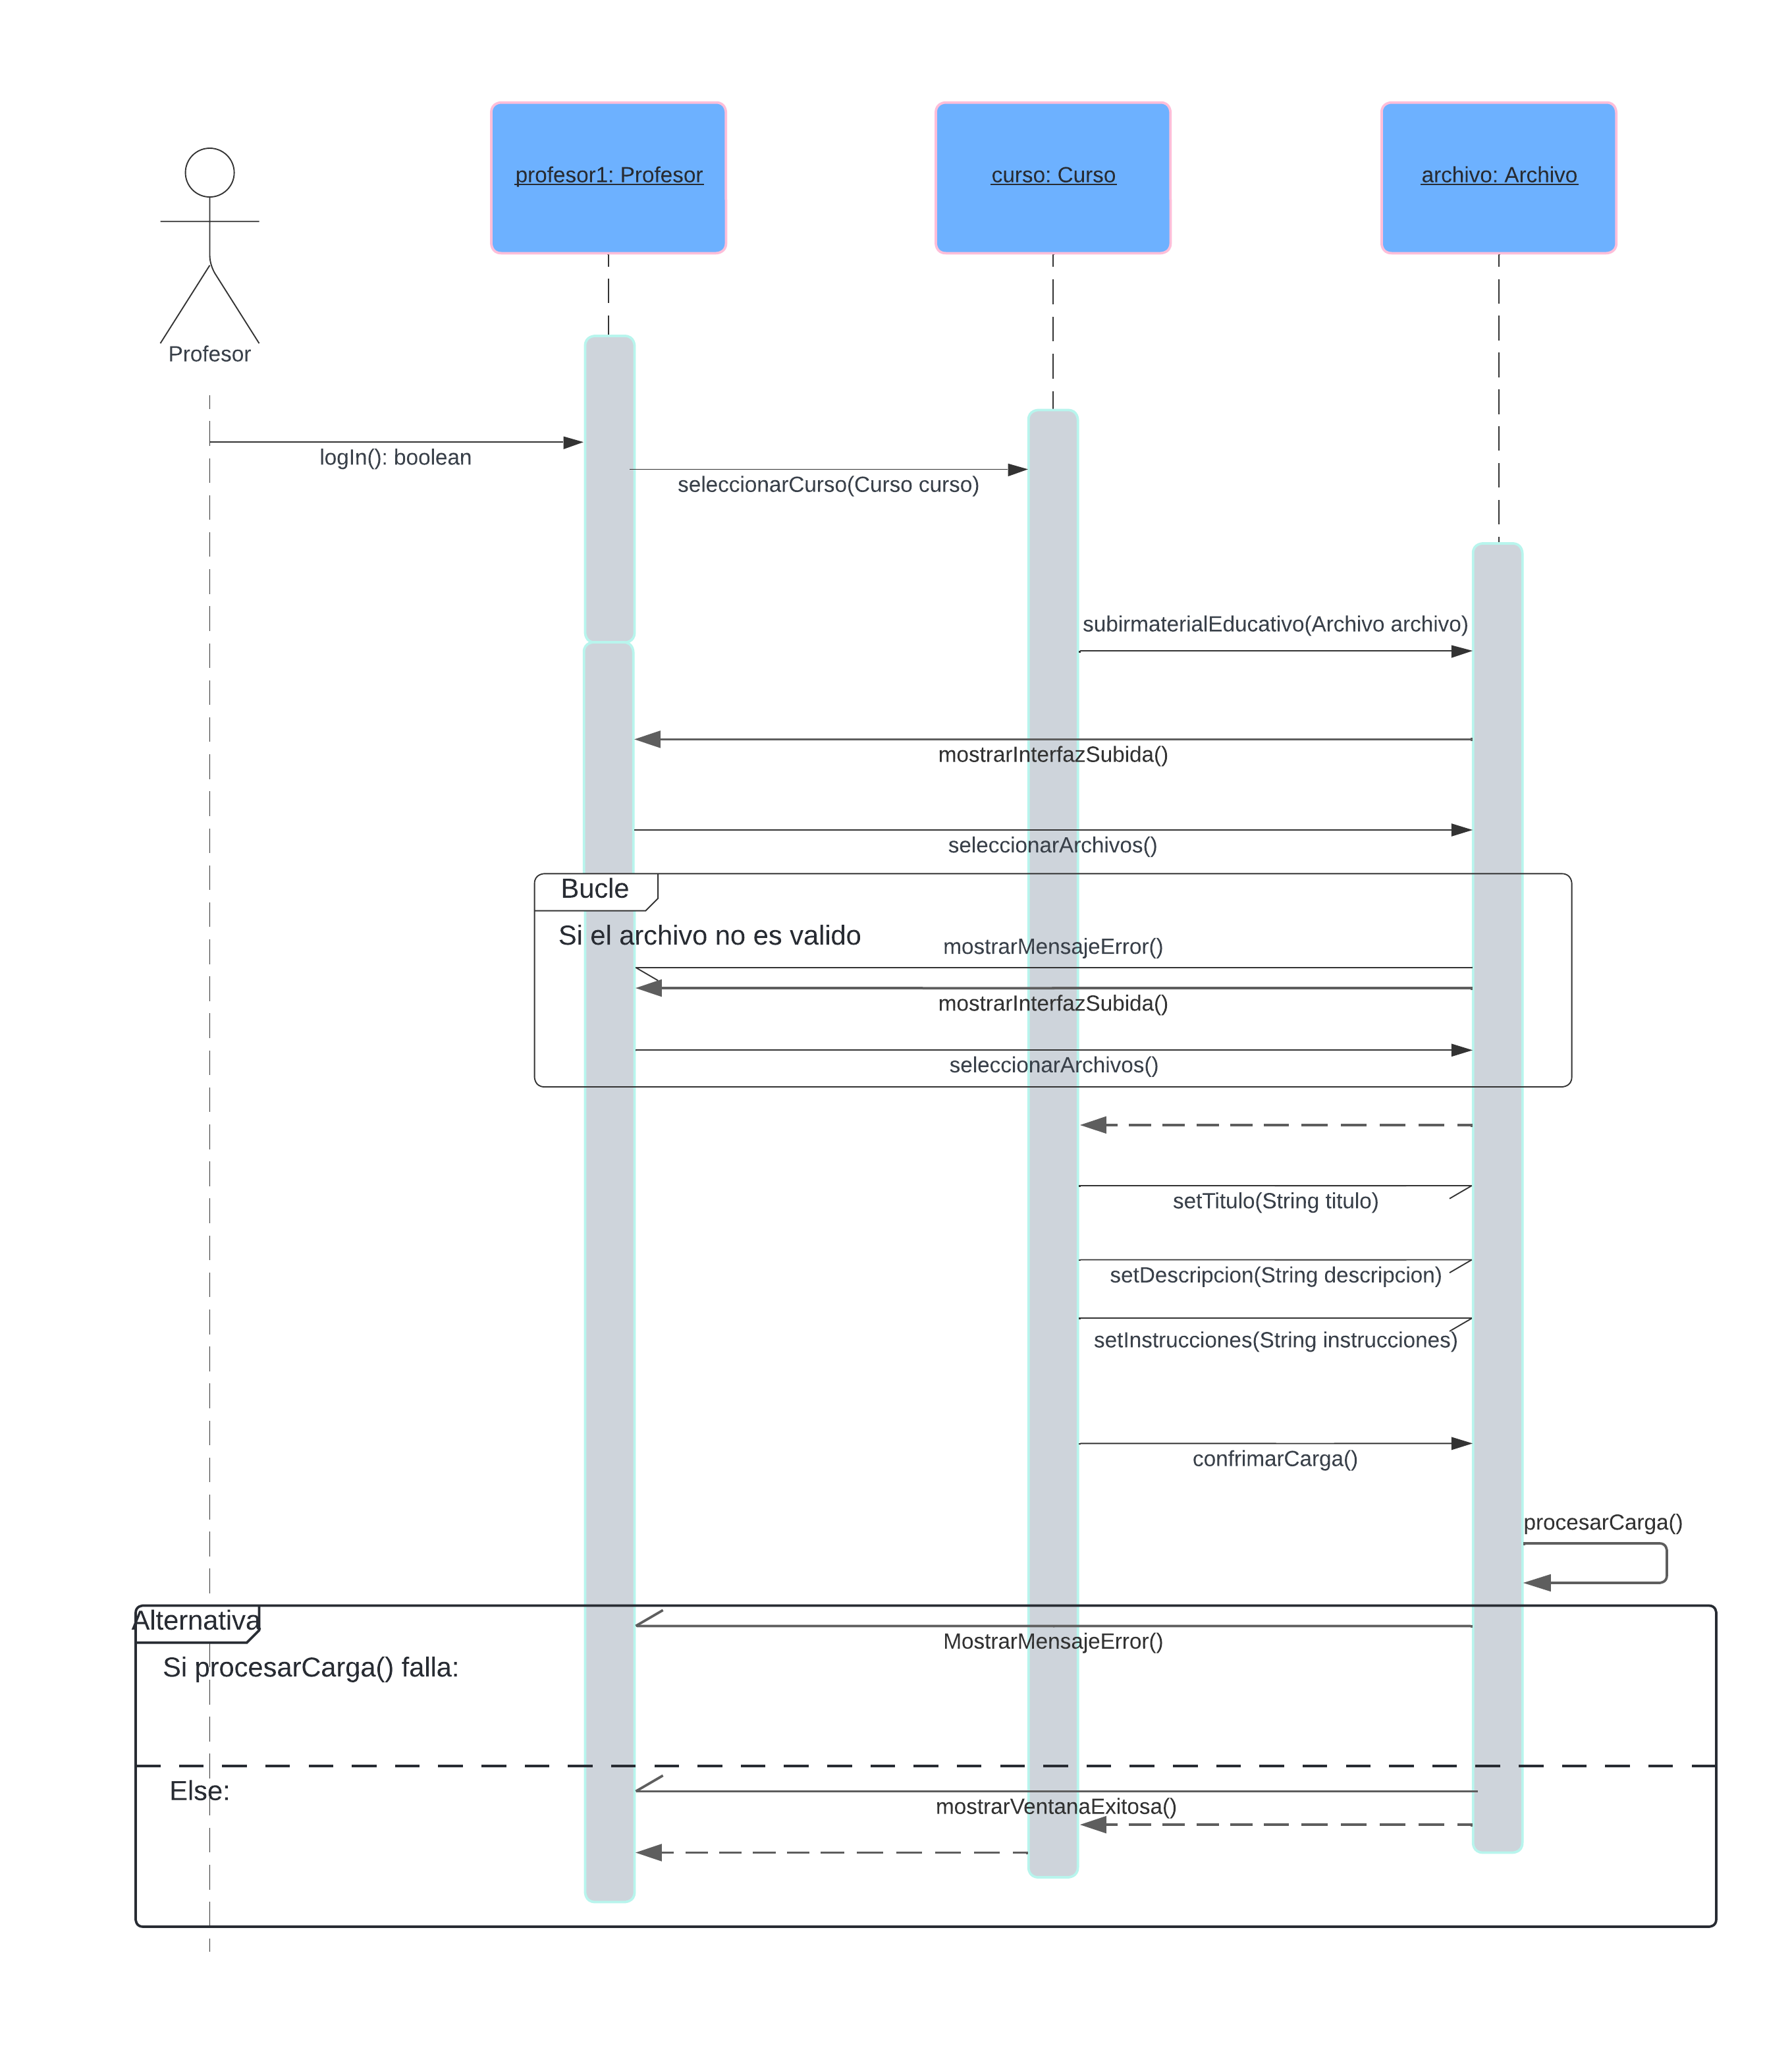 profesor1: Profesor
curso: Curso
archivo: Archivo
Profesor
logIn(): boolean
seleccionarCurso(Curso curso)
subirmaterialEducativo(Archivo archivo)
mostrarInterfazSubida()
seleccionarArchivos()
Bucle
Si el archivo no es valido
mostrarMensajeError()
mostrarInterfazSubida()
seleccionarArchivos()
setTitulo(String titulo)
setDescripcion(String descripcion)
setInstrucciones(String instrucciones)
confrimarCarga()
procesarCarga()
Alternativa
MostrarMensajeError()
Si procesarCarga() falla:
Else:
mostrarVentanaExitosa()